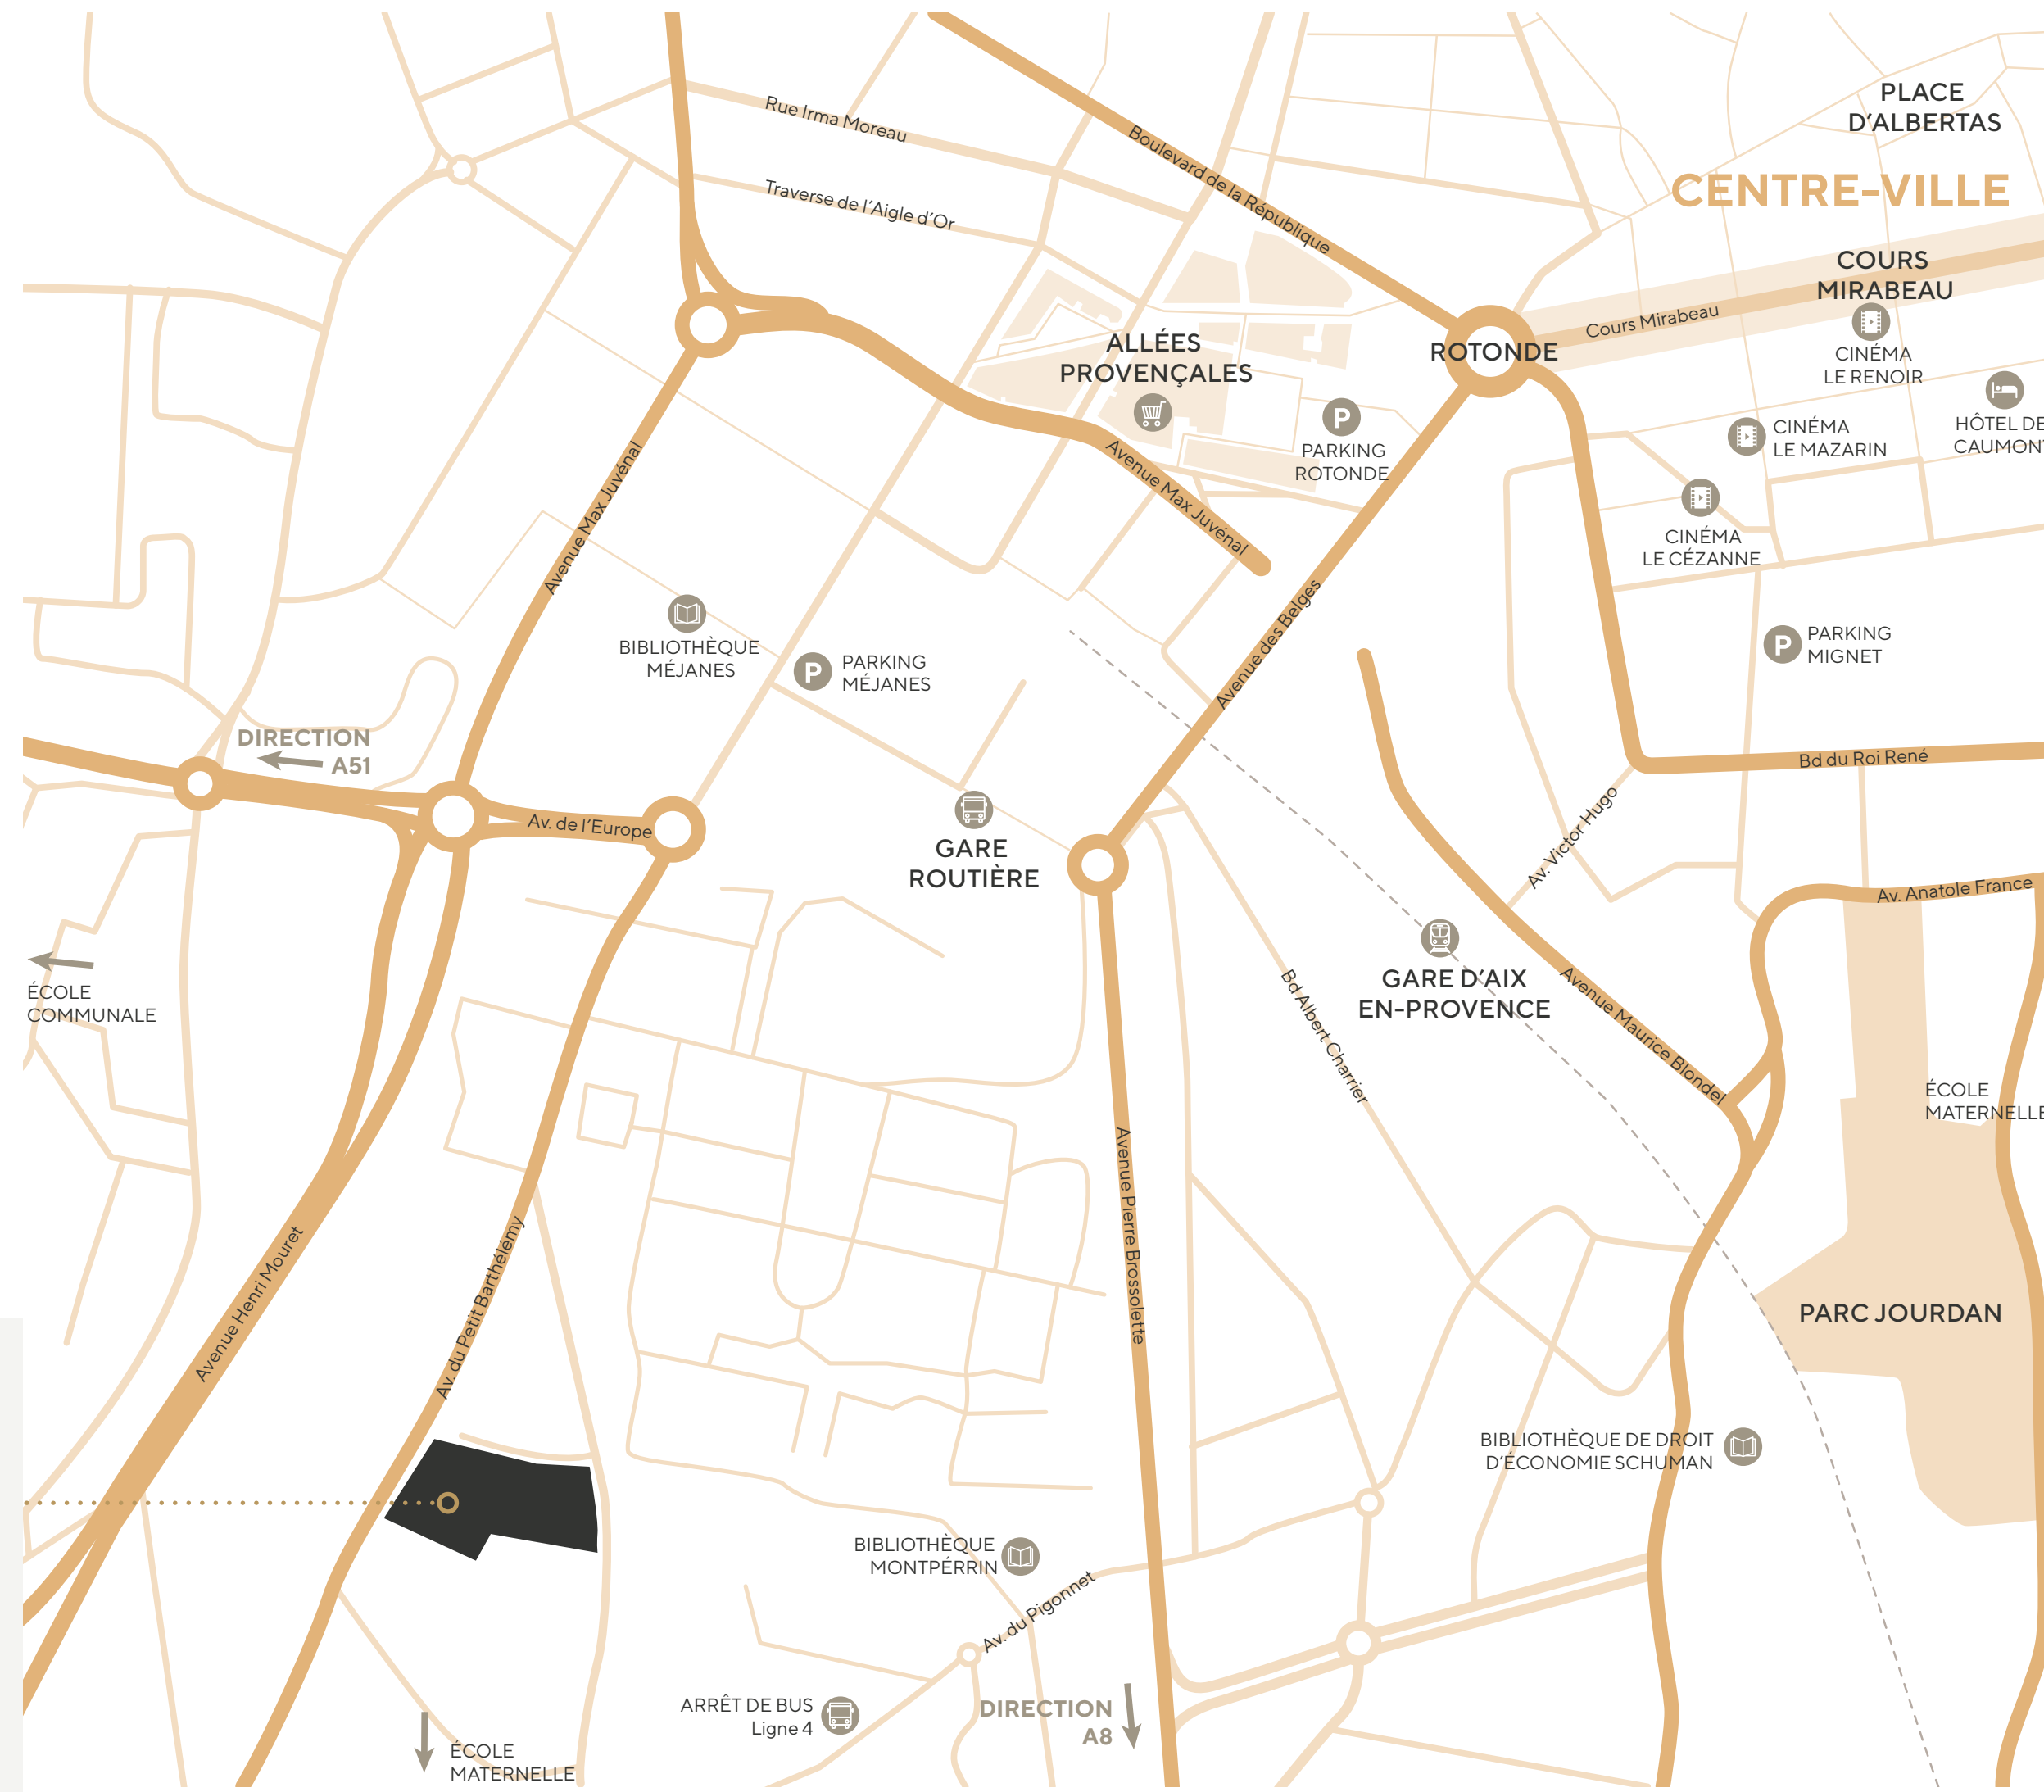 PLACE
D'ALBERTAS
Rue Irma Moreau
Boulevard de la République
CENTRE-VILLE
Traverse de l'Aigle d'Or
COURS
MIRABEAU
Cours Mirabeau
ALLÉES
PROVENÇALES
ROTONDE
CINÉMA
LE RENOIR
P
PARKING
ROTONDE
CINÉMA
LE MAZARIN
HÔTEL DE
CAUMON
Avenue Max Juvénal
Avenue Max Juvénal
CINÉMA
LE CÉZANNE
BIBLIOTHÈQUE
MÉJANES
P
PARKING
MÉJANES
Avenue des Belges
P
PARKING
MIGNET
DIRECTION
A51
Bd du Roi René
Av. de l'Europe
GARE
ROUTIÈRE
Av. Victor Hugo
Av. Anatole France
ÉCOLE
COMMUNALE
GARE D'AIX
EN-PROVENCE
Bd Albert Charrier
Avenue Maurice Blondel
ÉCOLE
MATERNELLE
Avenue Pierre Brossolette
Avenue Henri Mouret
Av. du Petit Barthélémy
PARC JOURDAN
BIBLIOTHÈQUE DE DROIT
D'ÉCONOMIE SCHUMAN
BIBLIOTHÈQUE
MONTPÉRRIN
Av. du Pigonnet
ARRÊT DE BUS
Ligne 4
DIRECTION
A8
ÉCOLE
MATERNELLE